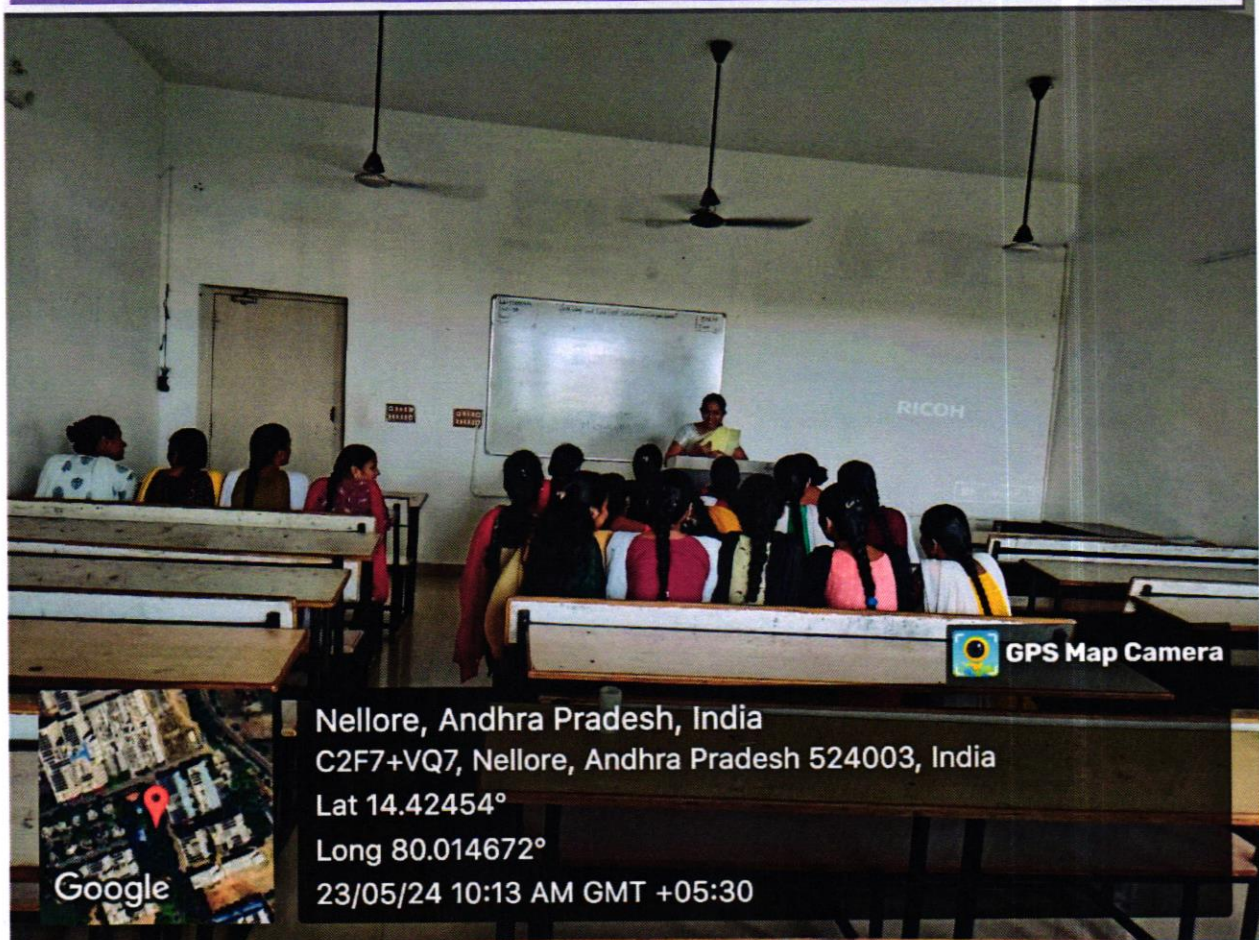 RICOH
GPS Map Camera
Nellore, Andhra Pradesh, India
C2F7+VQ7, Nellore, Andhra Pradesh 524003, India
Lat 14.42454°
Long 80.014672°
23/05/24 10:13 AM GMT +05:30
Google